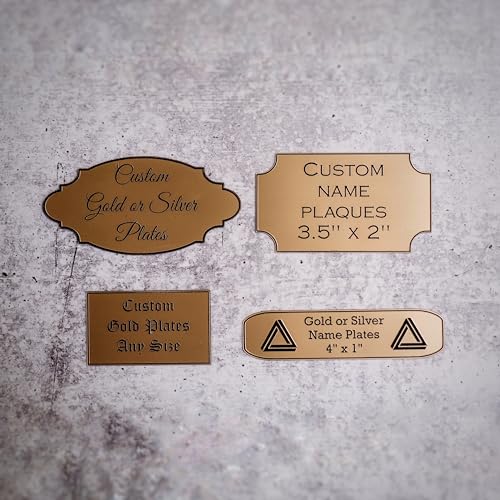 Custom
Gold or Silver
Plates
CUSTOM
NAME
PLAQUES
3.5" x 2"
Custom
Gold Plates
Any Size
Gold or Silver
Name Plates
4" x 1"